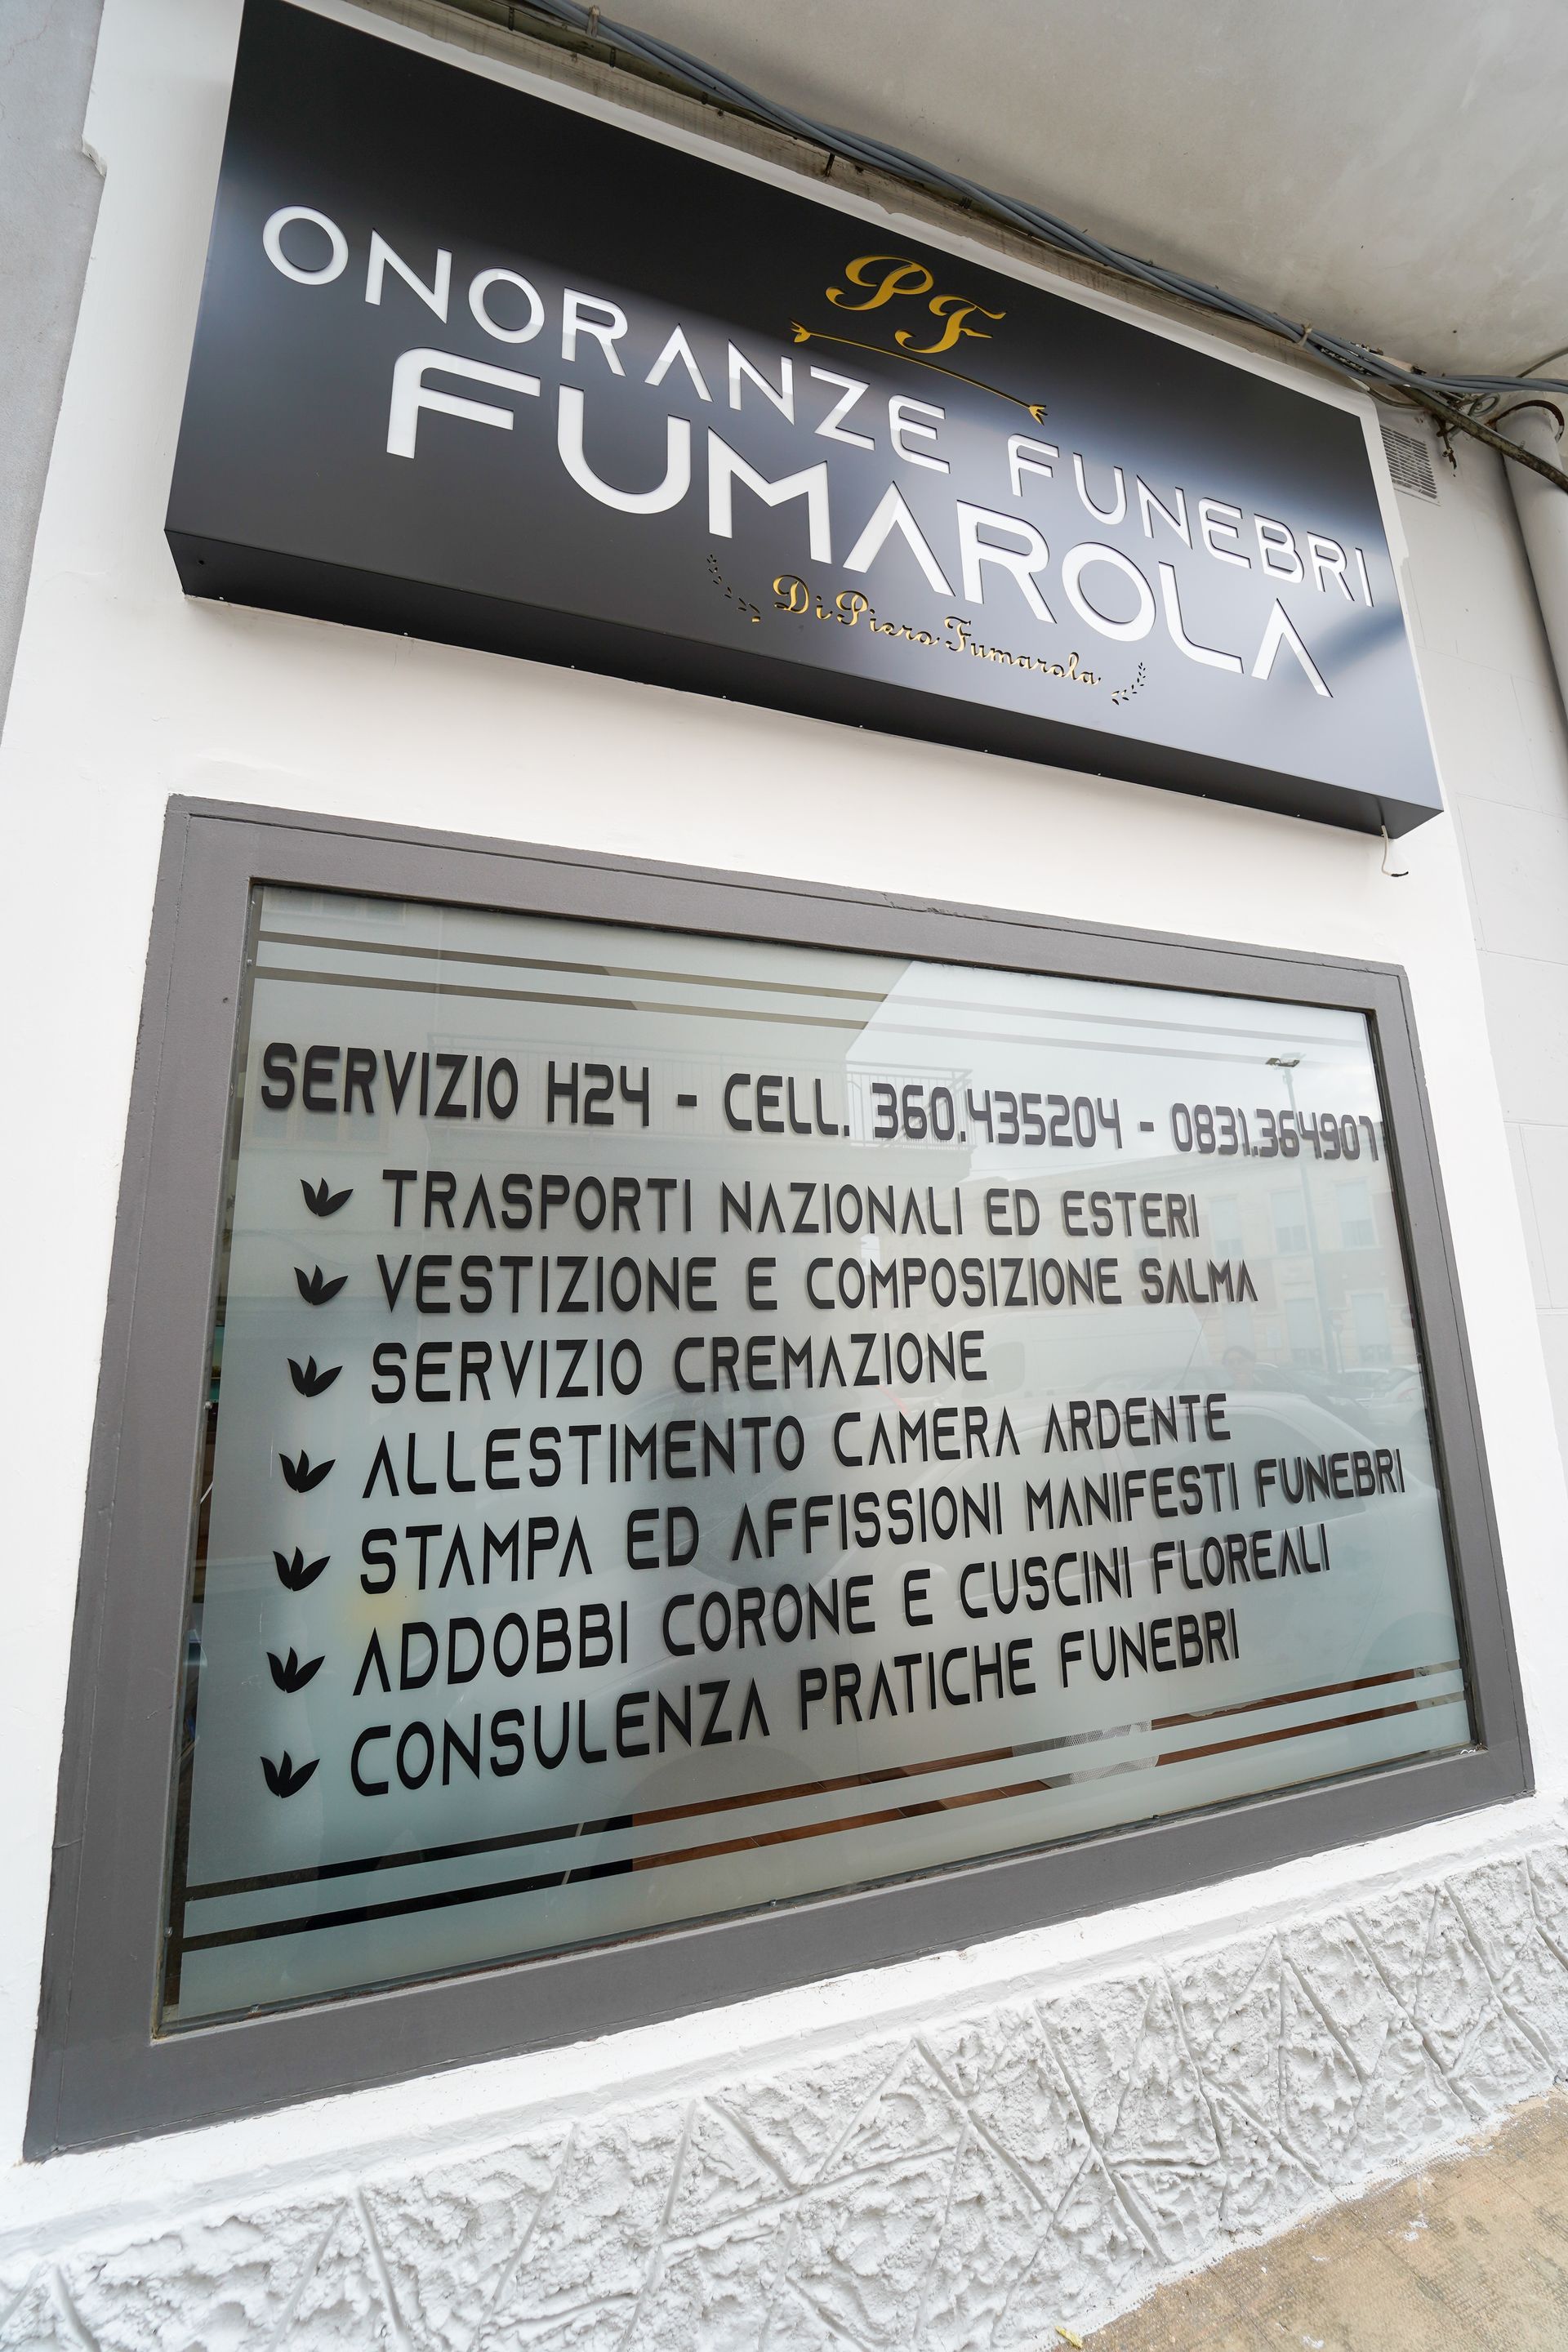 PF
ONORANZE FUNEBRI
FUMAROLA
Di Piero Fumarola
SERVIZIO H24 - CELL. 360.435204 - 0831.364907
TRASPORTI NAZIONALI ED ESTERI
VESTIZIONE E COMPOSIZIONE SALMA
SERVIZIO CREMAZIONE
ALLESTIMENTO CAMERA ARDENTE
STAMPA ED AFFISSIONI MANIFESTI FUNEBRI
ADDOBBI CORONE E CUSCINI FLOREALI
CONSULENZA PRATICHE FUNEBRI